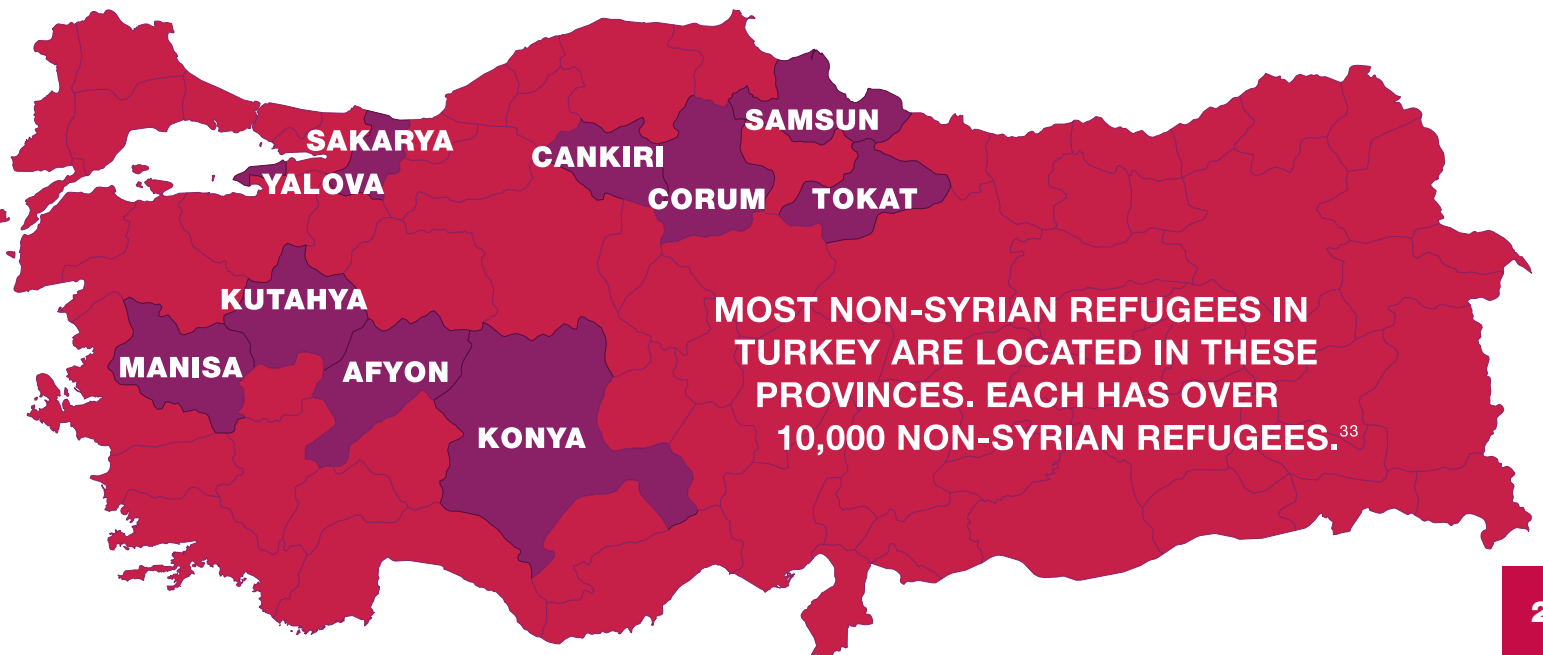 SAMSUN
SAKARYA
CANKIRI
YALOVA
CORUM
TOKAT
KUTAHYA
MANISA
AFYON
KONYA
MOST NON-SYRIAN REFUGEES IN
TURKEY ARE LOCATED IN THESE
PROVINCES. EACH HAS OVER
10,000 NON-SYRIAN REFUGEES.33